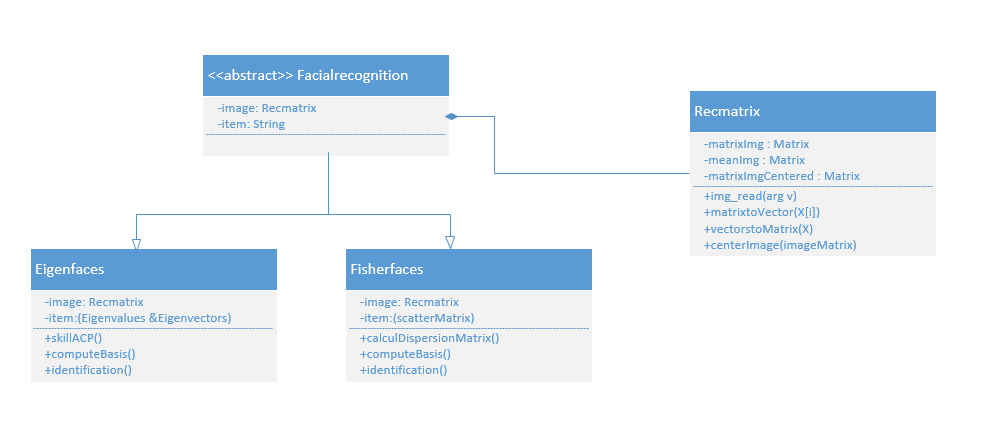 <<abstract>> Facialrecognition
-image: Recmatrix
-item: String
Recmatrix
-matrixImg : Matrix
-meanImg : Matrix
-matrixImgCentered : Matrix
+img_read(arg v)
+matrixtoVector(X[i])
+vectorstoMatrix(X)
+centerImage(imageMatrix)
Eigenfaces
-image: Recmatrix
-item:(Eigenvalues &Eigenvectors)
+skillACP()
+computeBasis()
+identification()
Fisherfaces
-image: Recmatrix
-item:(scatterMatrix)
+calculDispersionMatrix()
+computeBasis()
+identification()